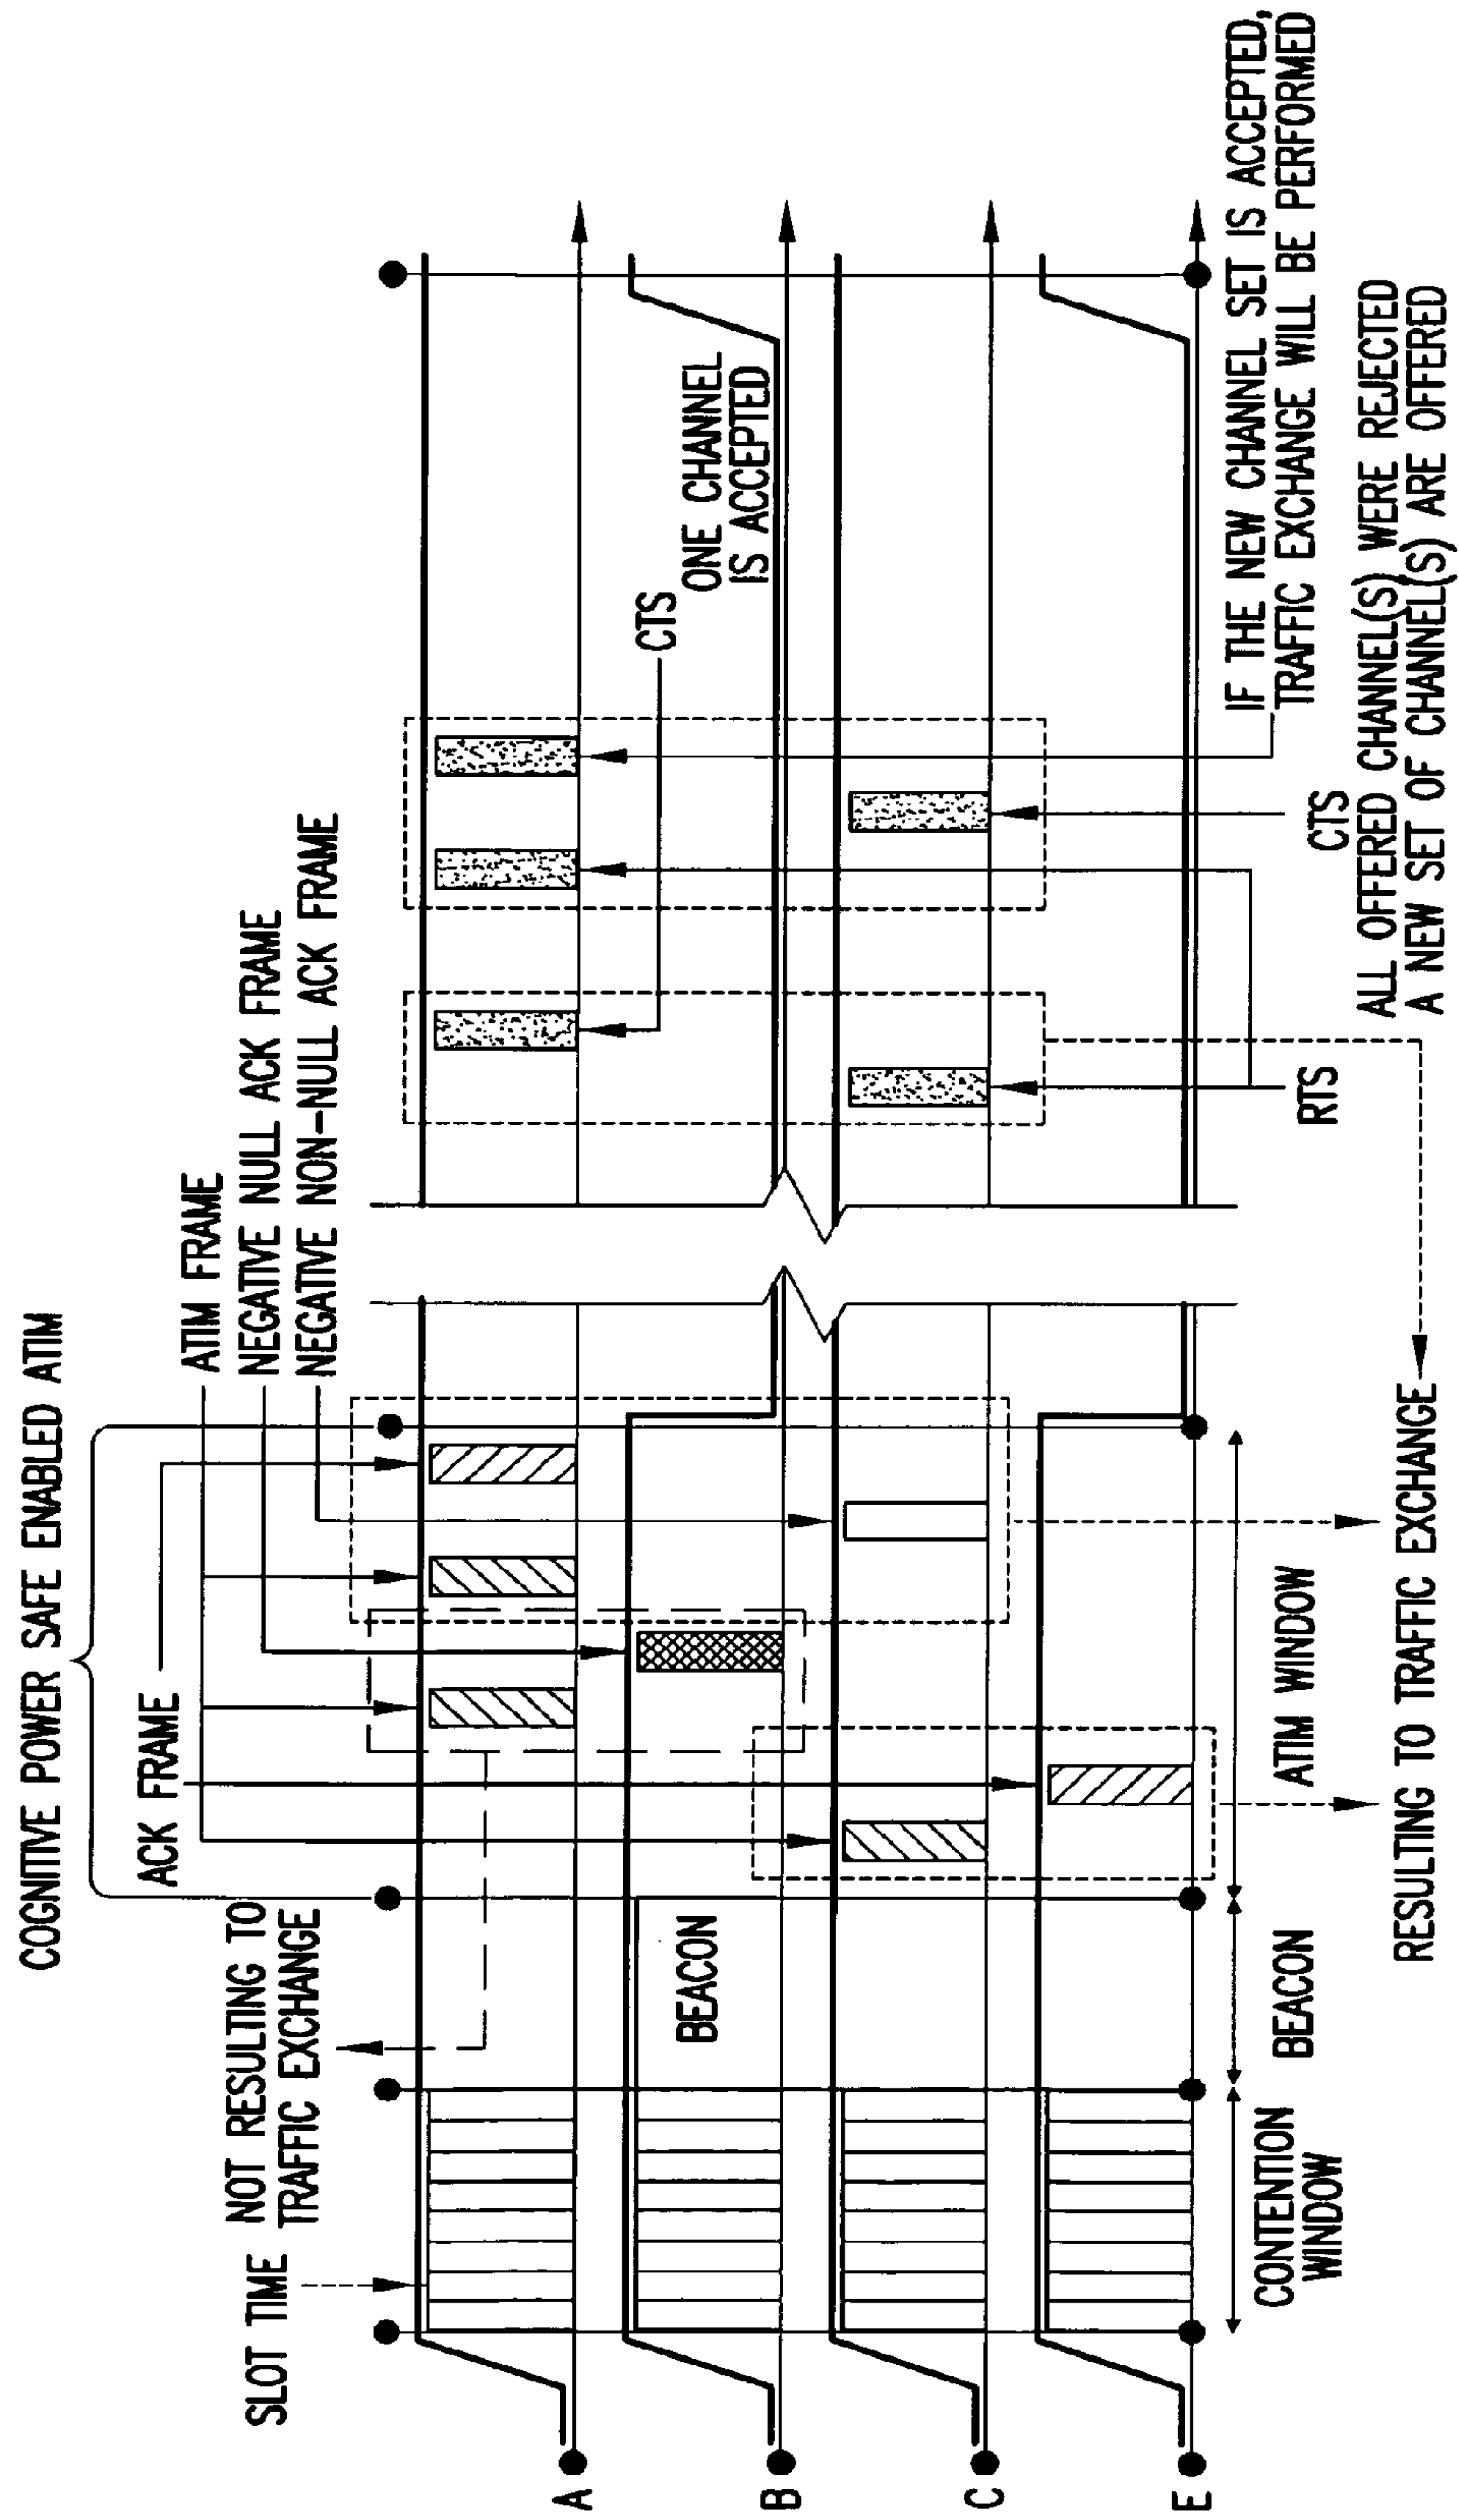 COGNITIVE POWER SAFE ENABLED ATIM
ACK FRAME
ATIM FRAME
NEGATIVE NULL ACK FRAME
NEGATIVE NON-NULL ACK FRAME
SLOT TIME
NOT RESULTING TO
TRAFFIC EXCHANGE
BEACON
CTS
ONE CHANNEL
IS ACCEPTED
A
B
C
E
CONTENTION
WINDOW
BEACON
ATIM WINDOW
RESULTING TO TRAFFIC EXCHANGE
RTS
CTS
IF THE NEW CHANNEL SET IS ACCEPTED,
TRAFFIC EXCHANGE WILL BE PERFORMED
ALL OFFERED CHANNEL(S) WERE REJECTED
A NEW SET OF CHANNEL(S) ARE OFFERED